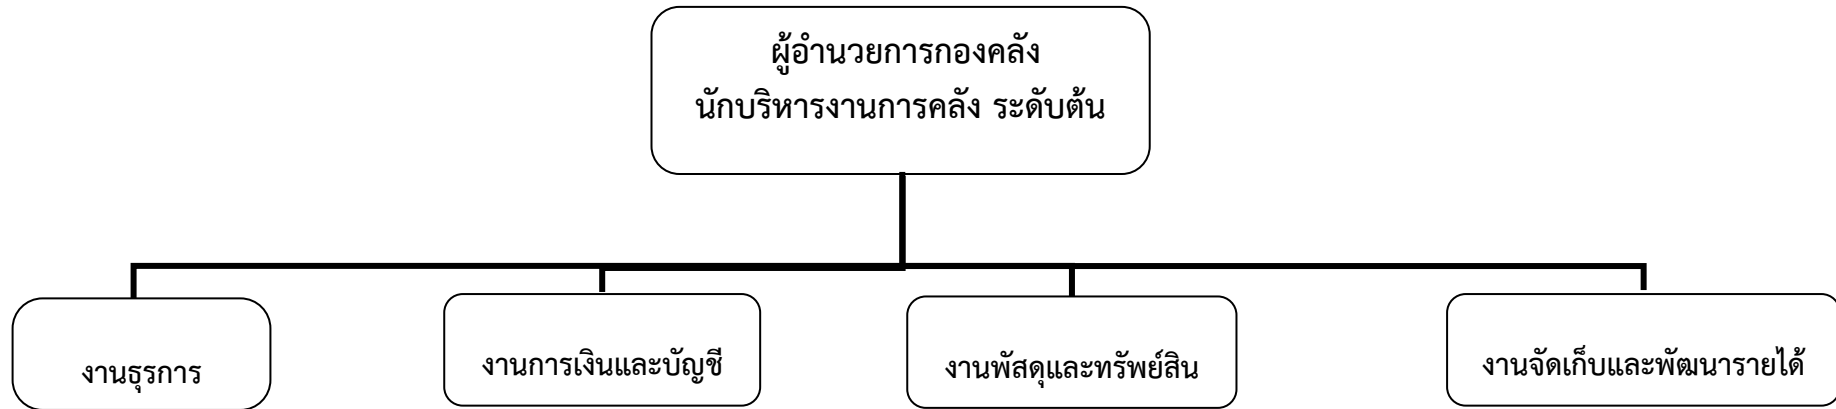 ผู้อำนวยการกองคลัง
นักบริหารงานการคลัง ระดับต้น
งานธุรการ
งานการเงินและบัญชี
งานพัสดุและทรัพย์สิน
งานจัดเก็บและพัฒนารายได้